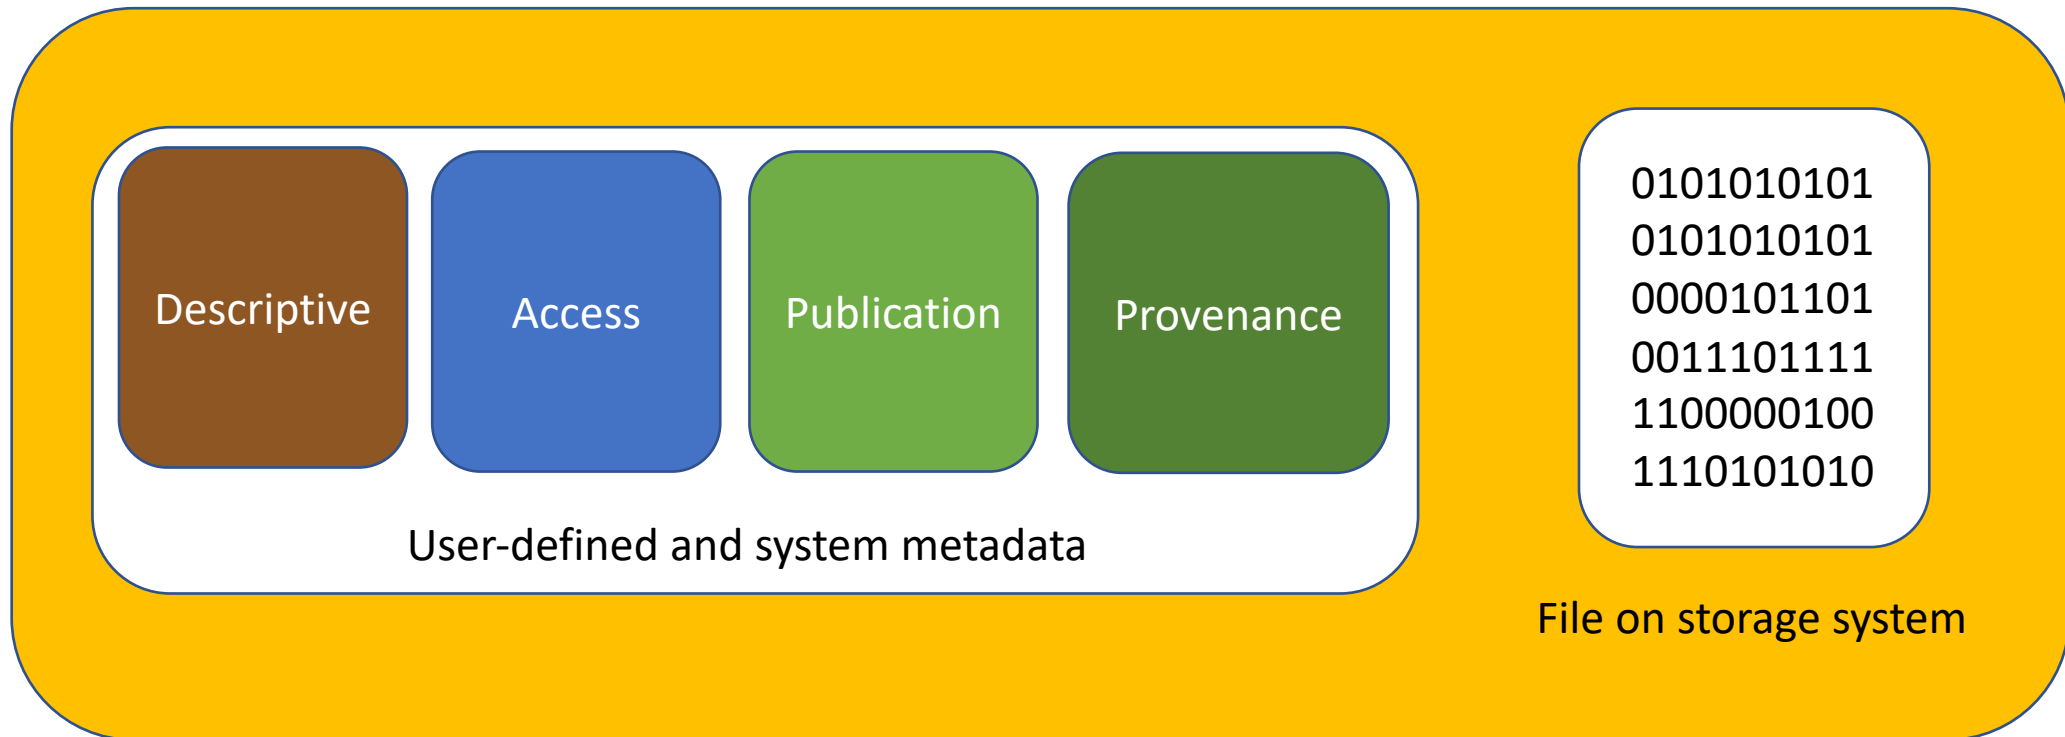 Descriptive
Access
Publication
Provenance
User-defined and system metadata
0101010101
0101010101
0000101101
0011101111
1100000100
1110101010
File on storage system